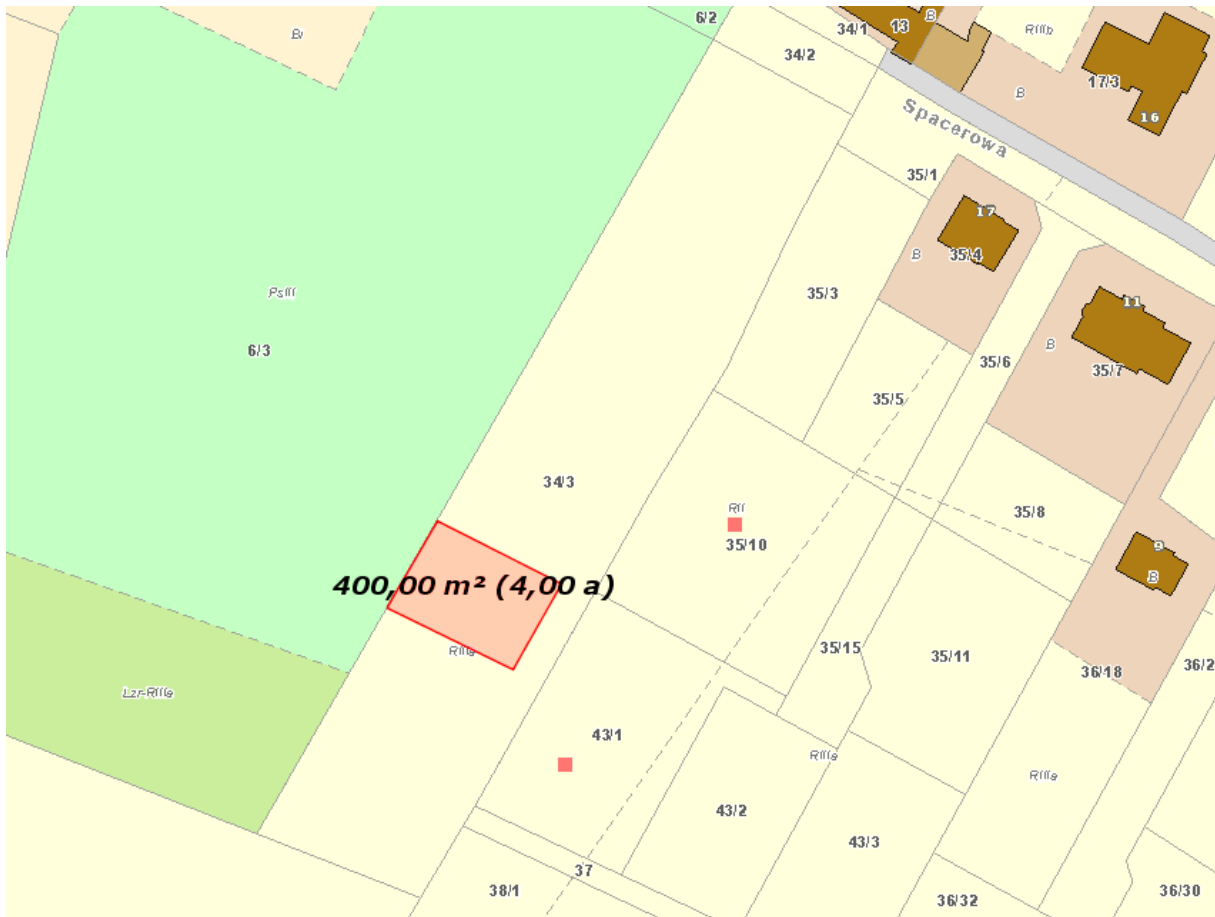 6/2
34/1
13
B
RIIIb
Bi
34/2
17/3
B
16
Spacerowa
35/1
17
B
35/4
PsIII
35/3
11
6/3
B
35/6
35/7
35/5
34/3
RII
35/8
35/10
9
B
400,00 m² (4,00 a)
RIIIa
35/15
35/11
36/18
36/2
Lzr-RIIIa
43/1
RIIIa
RIIIa
43/2
43/3
37
38/1
36/32
36/30